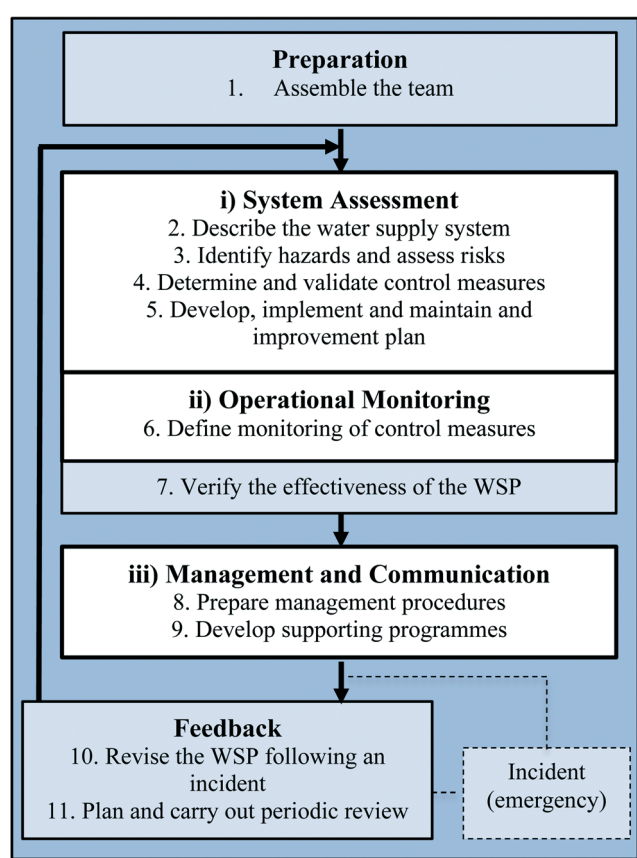 Preparation
1. Assemble the team
i) System Assessment
2. Describe the water supply system
3. Identify hazards and assess risks
4. Determine and validate control measures
5. Develop, implement and maintain and
improvement plan
ii) Operational Monitoring
6. Define monitoring of control measures
7. Verify the effectiveness of the WSP
iii) Management and Communication
8. Prepare management procedures
9. Develop supporting programmes
Feedback
10. Revise the WSP following an
incident
11. Plan and carry out periodic review
Incident
(emergency)